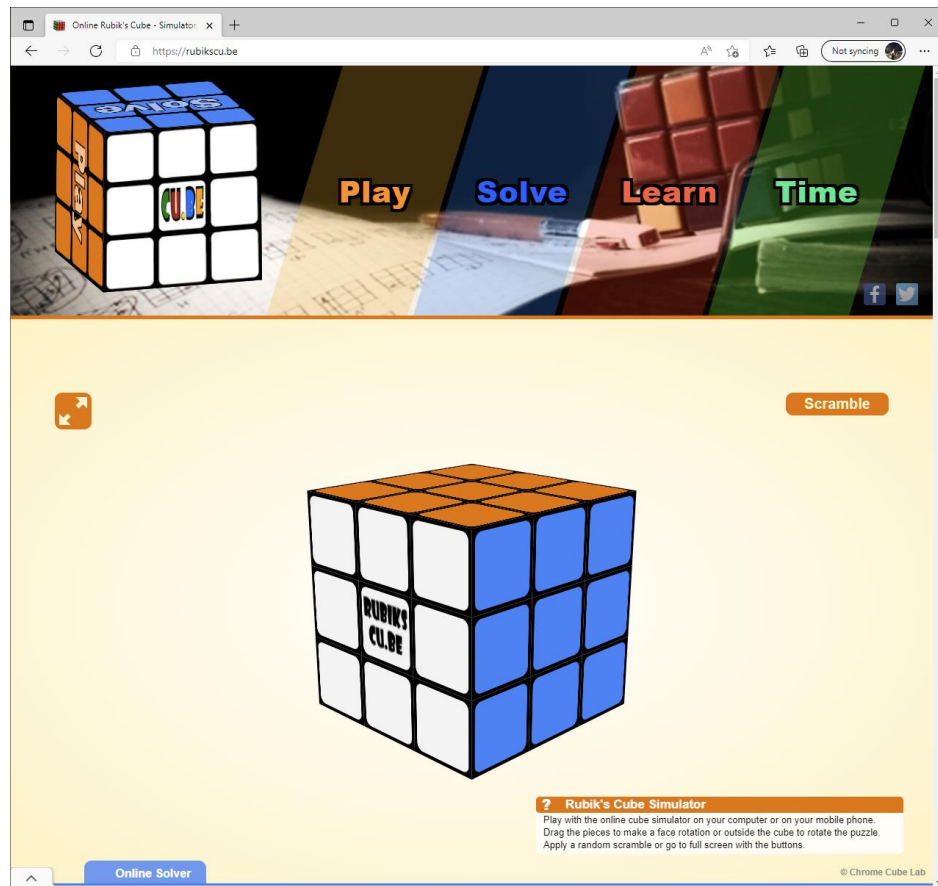 Online Rubik's Cube - Simulator
https://rubikscu.be
Not syncing
Solve
Play
CU.BE
Play
Solve
Learn
Time
Scramble
RUBIKS
CU.BE
? Rubik's Cube Simulator
Play with the online cube simulator on your computer or on your mobile phone.
Drag the pieces to make a face rotation or outside the cube to rotate the puzzle.
Apply a random scramble or go to full screen with the buttons.
Online Solver
© Chrome Cube Lab